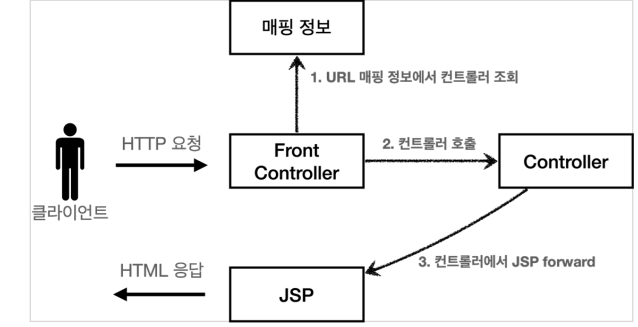 매핑 정보
1. URL 매핑 정보에서 컨트롤러 조회
HTTP 요청
Front
Controller
2. 컨트롤러 호출
Controller
클라이언트
3. 컨트롤러에서 JSP forward
HTML 응답
JSP